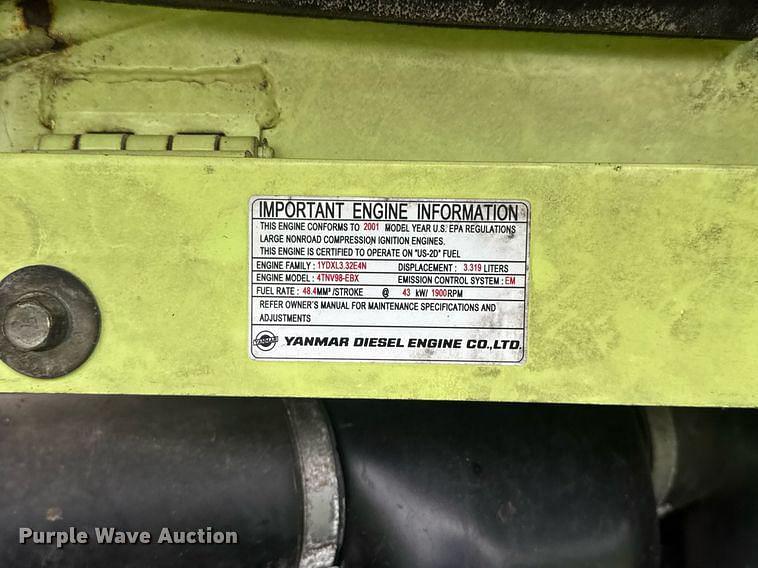 IMPORTANT ENGINE INFORMATION
THIS ENGINE CONFORMS TO 2001 MODEL YEAR U.S. EPA REGULATIONS
LARGE NONROAD COMPRESSION IGNITION ENGINES.
THIS ENGINE IS CERTIFIED TO OPERATE ON "US-2D" FUEL
ENGINE FAMILY : 1YDXL3.32E4N DISPLACEMENT : 3.319 LITERS
ENGINE MODEL : 4TNV98-EBX EMISSION CONTROL SYSTEM : EM
FUEL RATE : 48.4MM³ /STROKE @ 43 kW/ 1900RPM
REFER OWNER'S MANUAL FOR MAINTENANCE SPECIFICATIONS AND
ADJUSTMENTS
YANMAR YANMAR DIESEL ENGINE CO.,LTD.
Purple Wave Auction